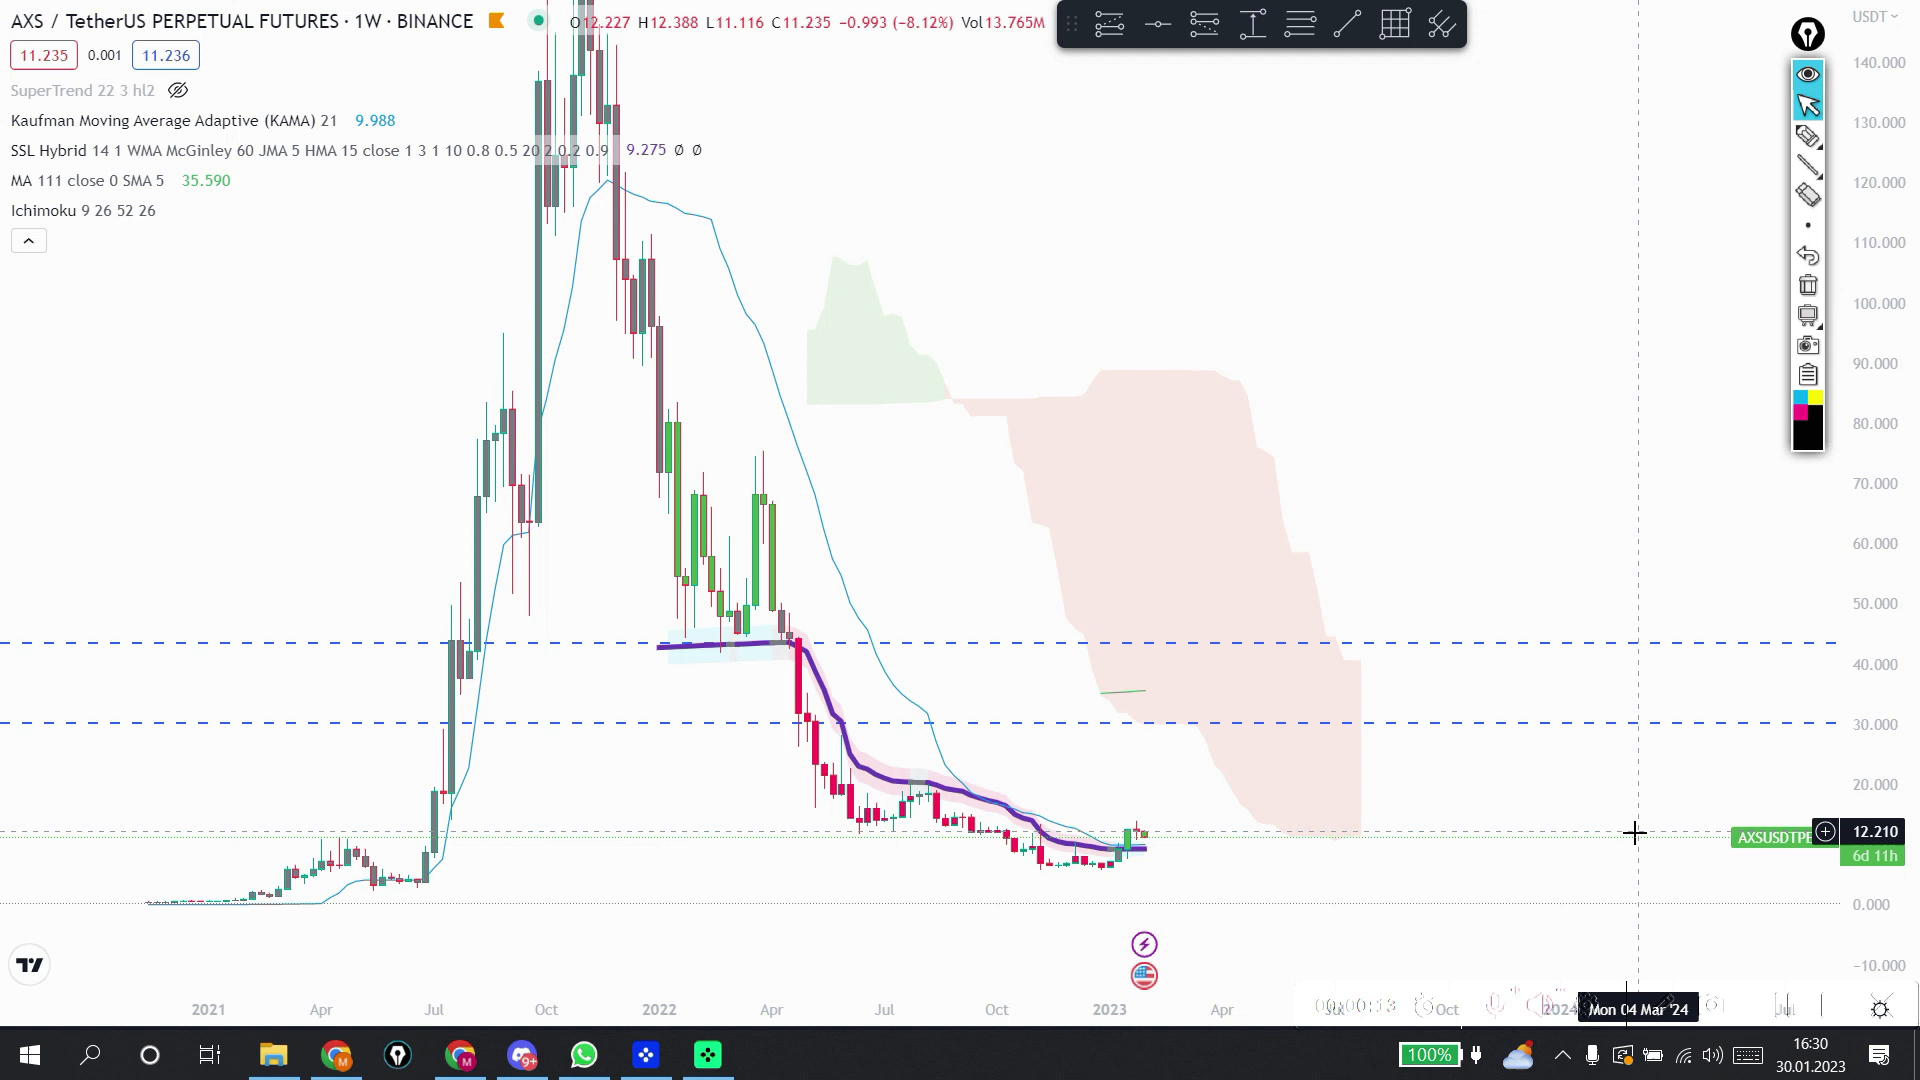 AXS / TetherUS PERPETUAL FUTURES · 1W · BINANCE
O12.227 H12.388 L11.116 C11.235 −0.993 (−8.12%) Vol13.765M
11.235 0.001 11.236
SuperTrend 22 3 hl2
Kaufman Moving Average Adaptive (KAMA) 21 9.988
SSL Hybrid 14 1 WMA McGinley 60 JMA 5 HMA 15 close 1 3 1 10 0.8 0.5 20 2 0.2 0.9 9.275 Ø Ø
MA 111 close 0 SMA 5 35.590
Ichimoku 9 26 52 26
USDT
140.000
130.000
120.000
110.000
100.000
90.000
80.000
70.000
60.000
50.000
40.000
30.000
20.000
AXSUSDTPE
12.210
6d 11h
0.000
−10.000
2021 Apr Jul Oct 2022 Apr Jul Oct 2023 Apr Oct 2024 Mon 04 Mar '24 Jul
M M 9+
100%
16:30
30.01.2023